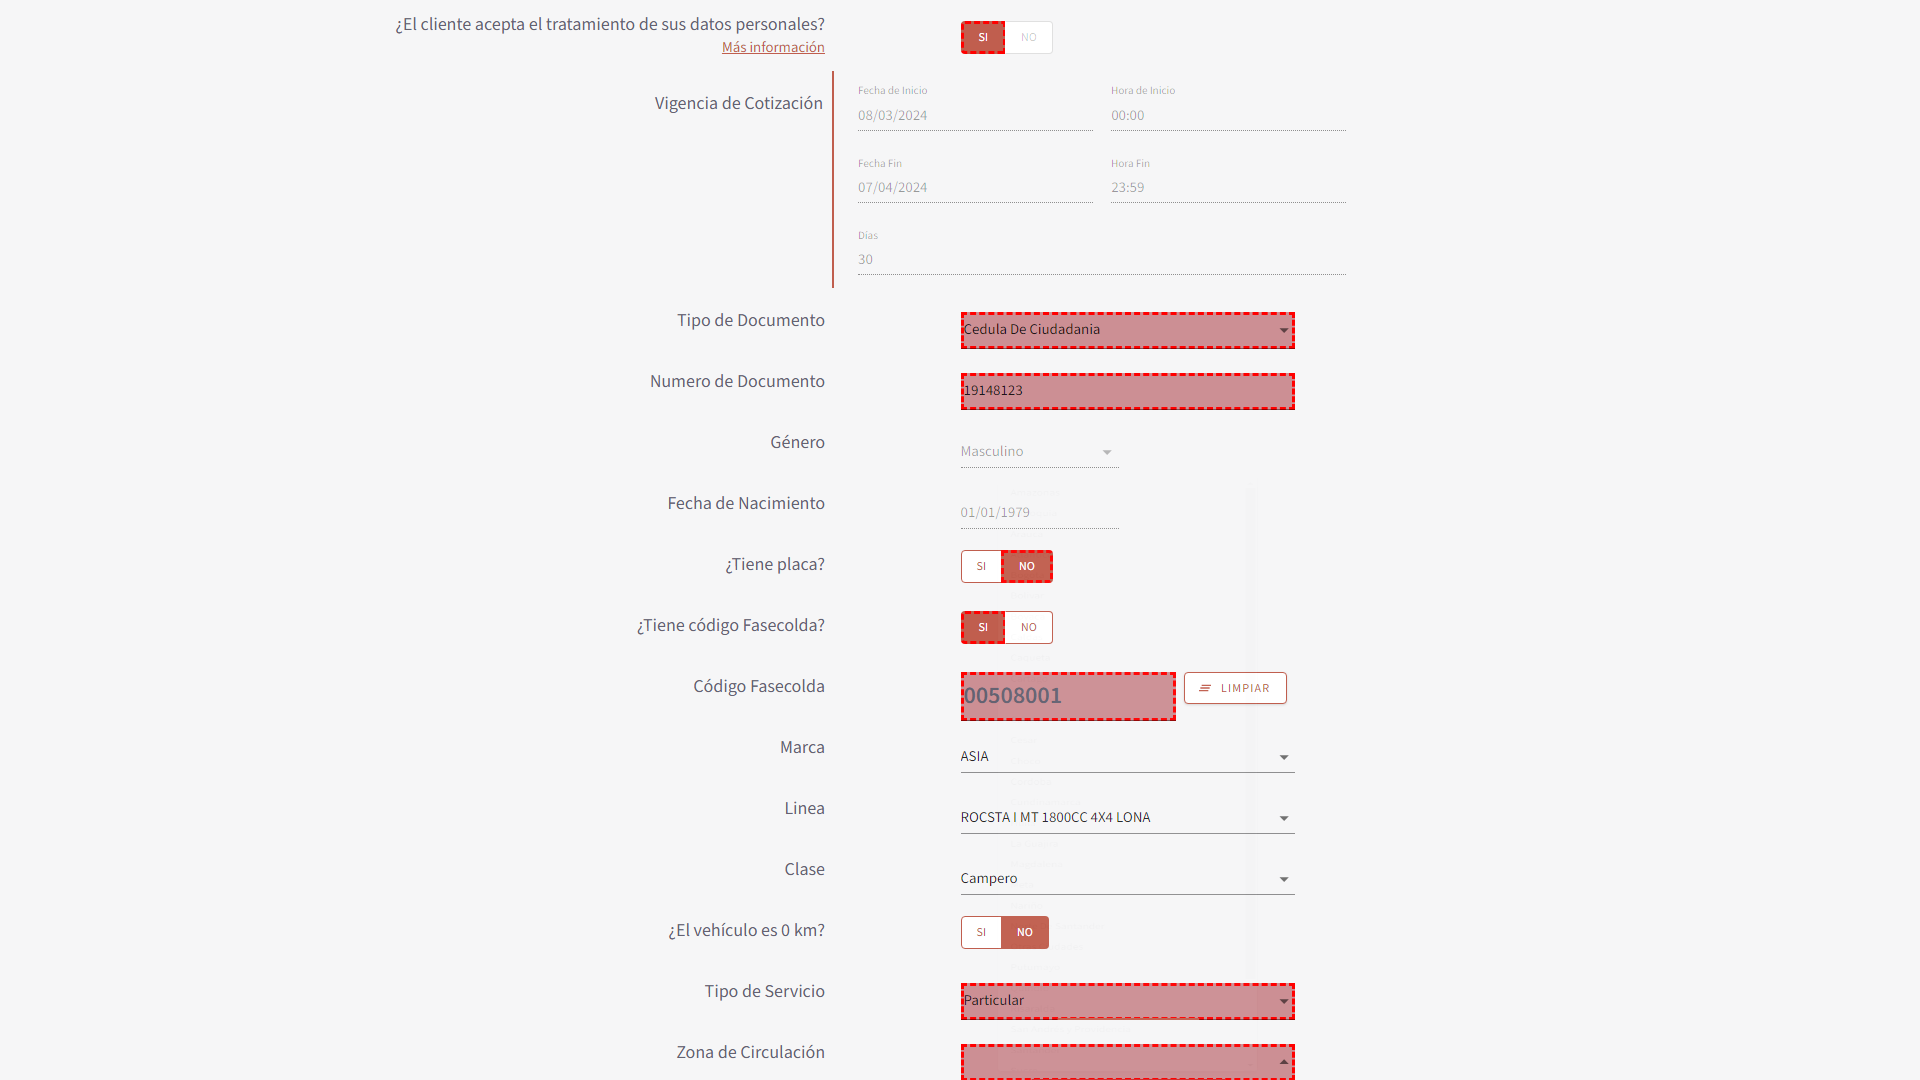 ¿El cliente acepta el tratamiento de sus datos personales?
Más información
SI NO
Vigencia de Cotización
Fecha de Inicio Hora de Inicio
08/03/2024 00:00
Fecha Fin Hora Fin
07/04/2024 23:59
Días
30
Tipo de Documento Cedula De Ciudadania
Numero de Documento 19148123
Género Masculino
Fecha de Nacimiento 01/01/1979
¿Tiene placa? SI NO
¿Tiene código Fasecolda? SI NO
Código Fasecolda 00508001 LIMPIAR
Marca ASIA
Linea ROCSTA I MT 1800CC 4X4 LONA
Clase Campero
¿El vehículo es 0 km? SI NO
Tipo de Servicio Particular
Zona de Circulación